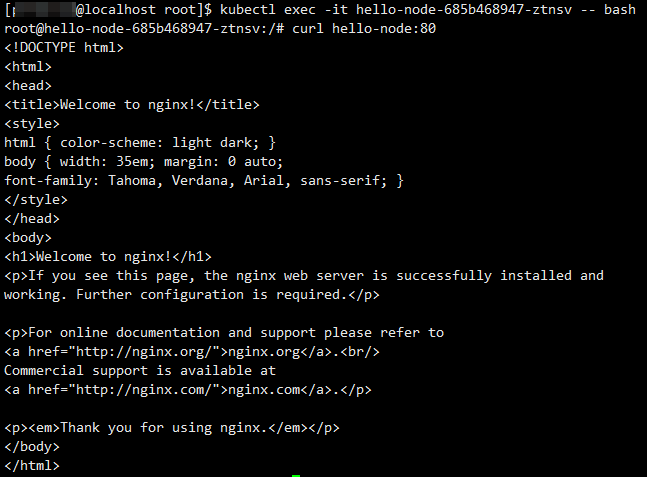 [ @localhost root]$ kubectl exec -it hello-node-685b468947-ztnsv -- bash
root@hello-node-685b468947-ztnsv:/# curl hello-node:80
<!DOCTYPE html>
<html>
<head>
<title>Welcome to nginx!</title>
<style>
html { color-scheme: light dark; }
body { width: 35em; margin: 0 auto;
font-family: Tahoma, Verdana, Arial, sans-serif; }
</style>
</head>
<body>
<h1>Welcome to nginx!</h1>
<p>If you see this page, the nginx web server is successfully installed and
working. Further configuration is required.</p>

<p>For online documentation and support please refer to
<a href="http://nginx.org/">nginx.org</a>.<br/>
Commercial support is available at
<a href="http://nginx.com/">nginx.com</a>.</p>

<p><em>Thank you for using nginx.</em></p>
</body>
</html>